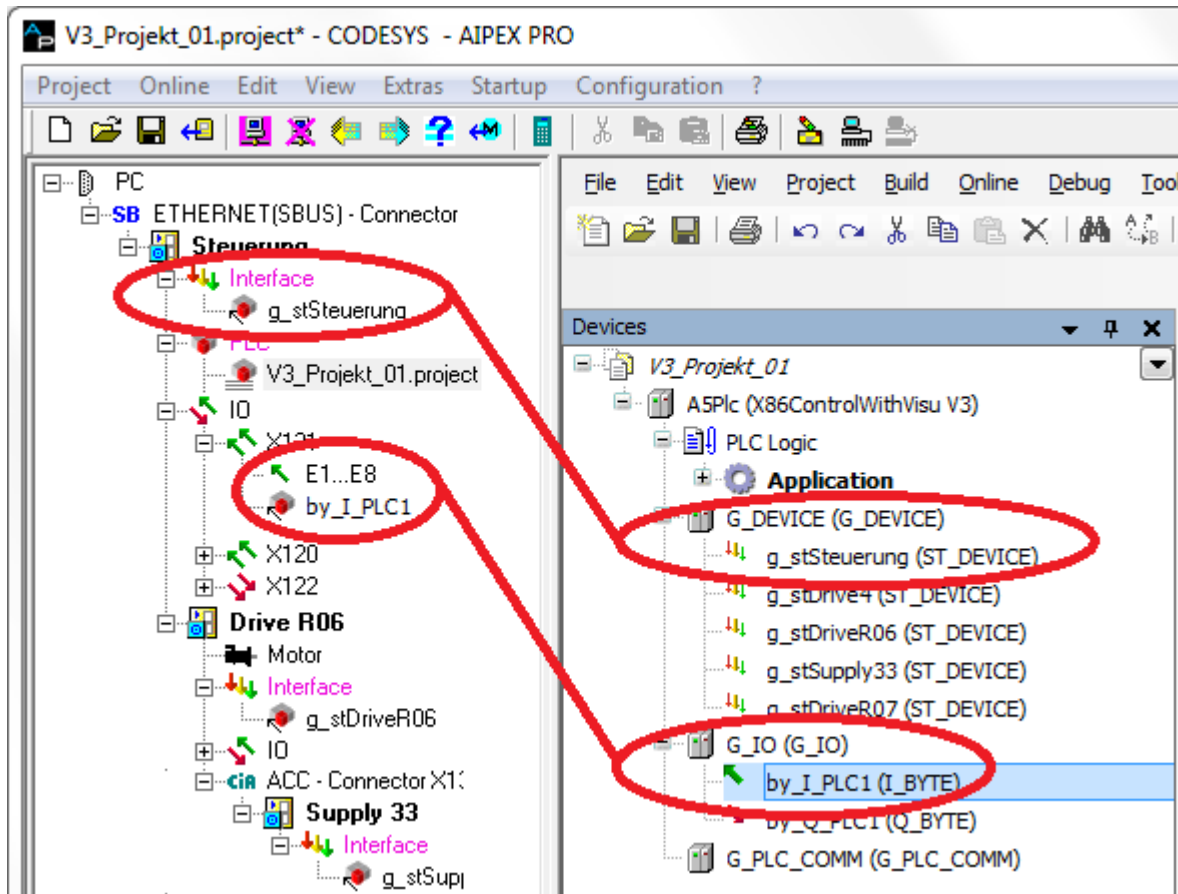 V3_Projekt_01.project* - CODESYS - AIPEX PRO
Project Online Edit View Extras Startup Configuration ?
PC
SB ETHERNET(SBUS) - Connector
Steuerung
Interface
g_stSteuerung
PLC
V3_Projekt_01.project
IO
X121
E1...E8
by_I_PLC1
X120
X122
Drive R06
Motor
Interface
g_stDriveR06
IO
CiA ACC - Connector X13
Supply 33
Interface
g_stSupp
File Edit View Project Build Online Debug Tool
Devices
V3_Projekt_01
A5Plc (X86ControlWithVisu V3)
PLC Logic
Application
G_DEVICE (G_DEVICE)
g_stSteuerung (ST_DEVICE)
g_stDrive4 (ST_DEVICE)
g_stDriveR06 (ST_DEVICE)
g_stSupply33 (ST_DEVICE)
g_stDriveR07 (ST_DEVICE)
G_IO (G_IO)
by_I_PLC1 (I_BYTE)
by_Q_PLC1 (Q_BYTE)
G_PLC_COMM (G_PLC_COMM)